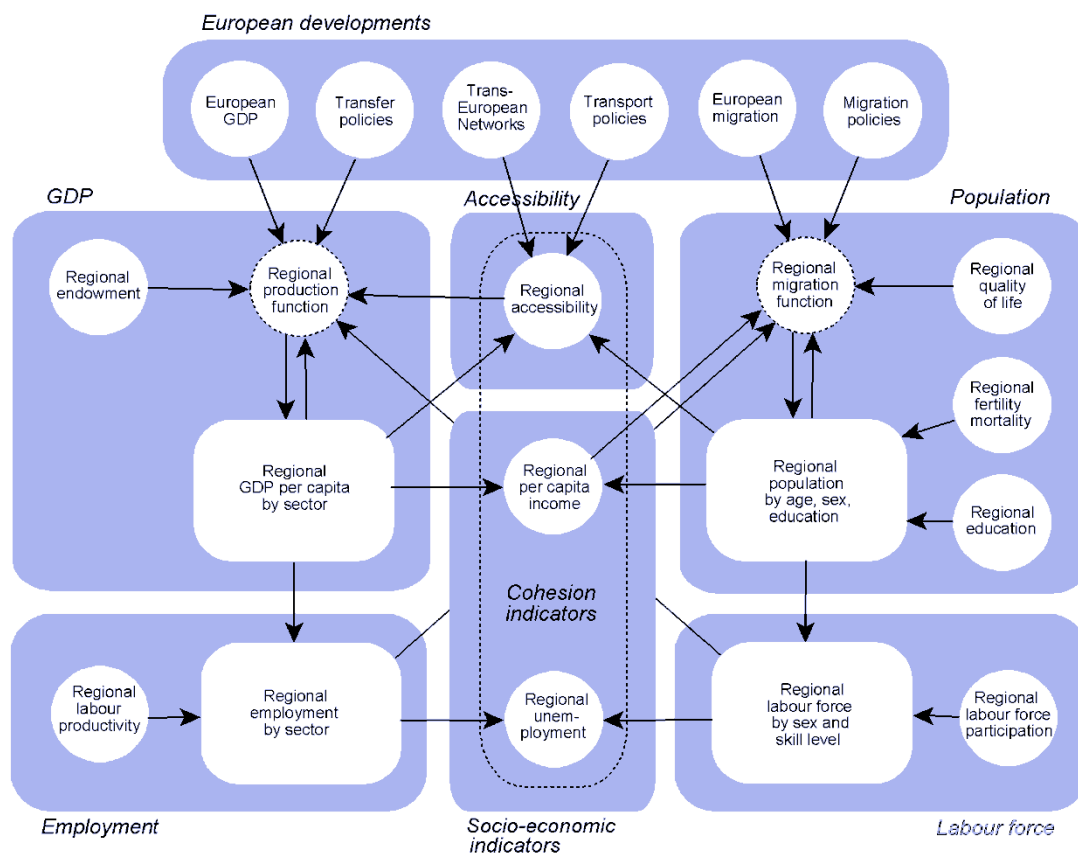 European developments
European
GDP
Transfer
policies
Trans-
European
Networks
Transport
policies
European
migration
Migration
policies
GDP
Accessibility
Population
Regional
endowment
Regional
production
function
Regional
accessibility
Regional
migration
function
Regional
quality
of life
Regional
fertility
mortality
Regional
GDP per capita
by sector
Regional
per capita
income
Regional
population
by age, sex,
education
Regional
education
Cohesion
indicators
Regional
labour
productivity
Regional
employment
by sector
Regional
unem-
ployment
Regional
labour force
by sex and
skill level
Regional
labour force
participation
Employment
Socio-economic
indicators
Labour force